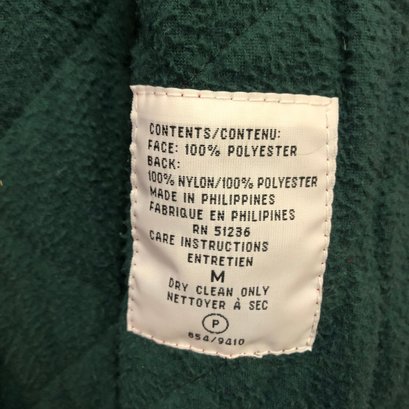 CONTENTS/CONTENU:
FACE: 100% POLYESTER
BACK:
100% NYLON/100% POLYESTER
MADE IN PHILIPPINES
FABRIQUE EN PHILIPINES
RN 51236
CARE INSTRUCTIONS
ENTRETIEN
M
DRY CLEAN ONLY
NETTOYER À SEC
P
854/9410